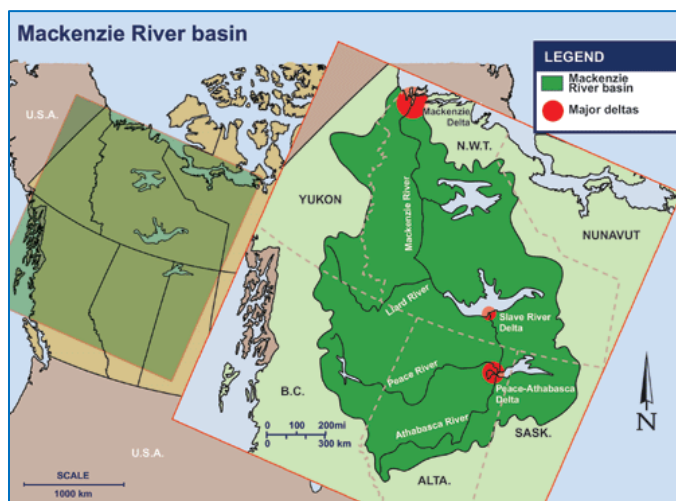 Mackenzie River basin
LEGEND
Mackenzie
River basin
Major deltas
U.S.A.
Mackenzie
Delta
N.W.T.
YUKON
Mackenzie River
NUNAVUT
Llard River
Slave River
Delta
Peace River
Peace-Athabasca
Delta
B.C.
0 100 200mi
0 300 km
Athabasca River
SASK.
ALTA.
N
U.S.A.
SCALE
1000 km